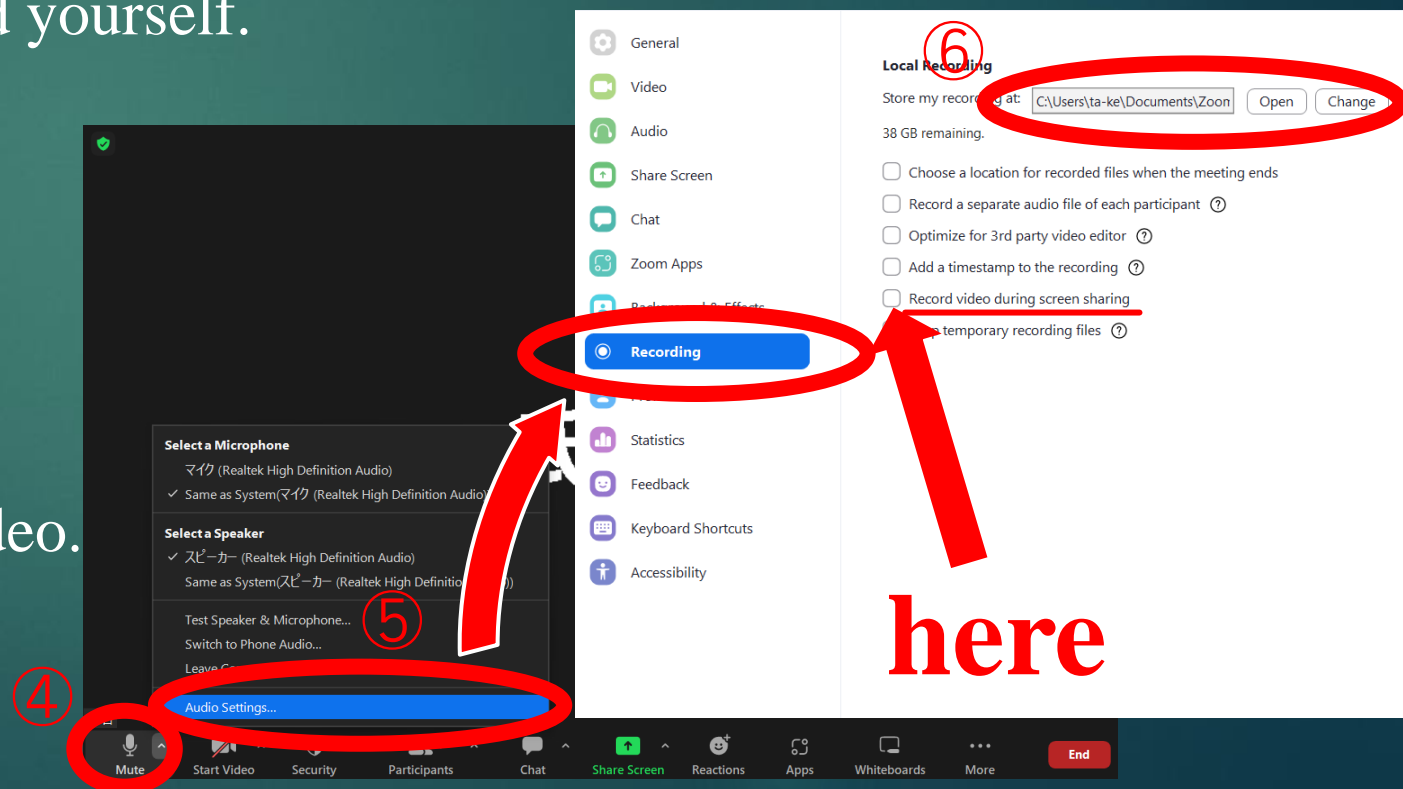 yourself.
deo.
④
⑤
⑥
here
Select a Microphone
マイク (Realtek High Definition Audio)
✓ Same as System(マイク (Realtek High Definition Audio)
Select a Speaker
✓ スピーカー (Realtek High Definition Audio)
Same as System(スピーカー (Realtek High Definitio ))
Test Speaker & Microphone...
Switch to Phone Audio...
Leave
Audio Settings...
Mute
Start Video
Security
Participants
Chat
Share Screen
Reactions
Apps
Whiteboards
More
End
General
Video
Audio
Share Screen
Chat
Zoom Apps
Background & Effects
Recording
Statistics
Feedback
Keyboard Shortcuts
Accessibility
Local Recording
Store my recording at: C:\Users\ta-ke\Documents\Zoon Open Change
38 GB remaining.
Choose a location for recorded files when the meeting ends
Record a separate audio file of each participant ?
Optimize for 3rd party video editor ?
Add a timestamp to the recording ?
Record video during screen sharing
temporary recording files ?